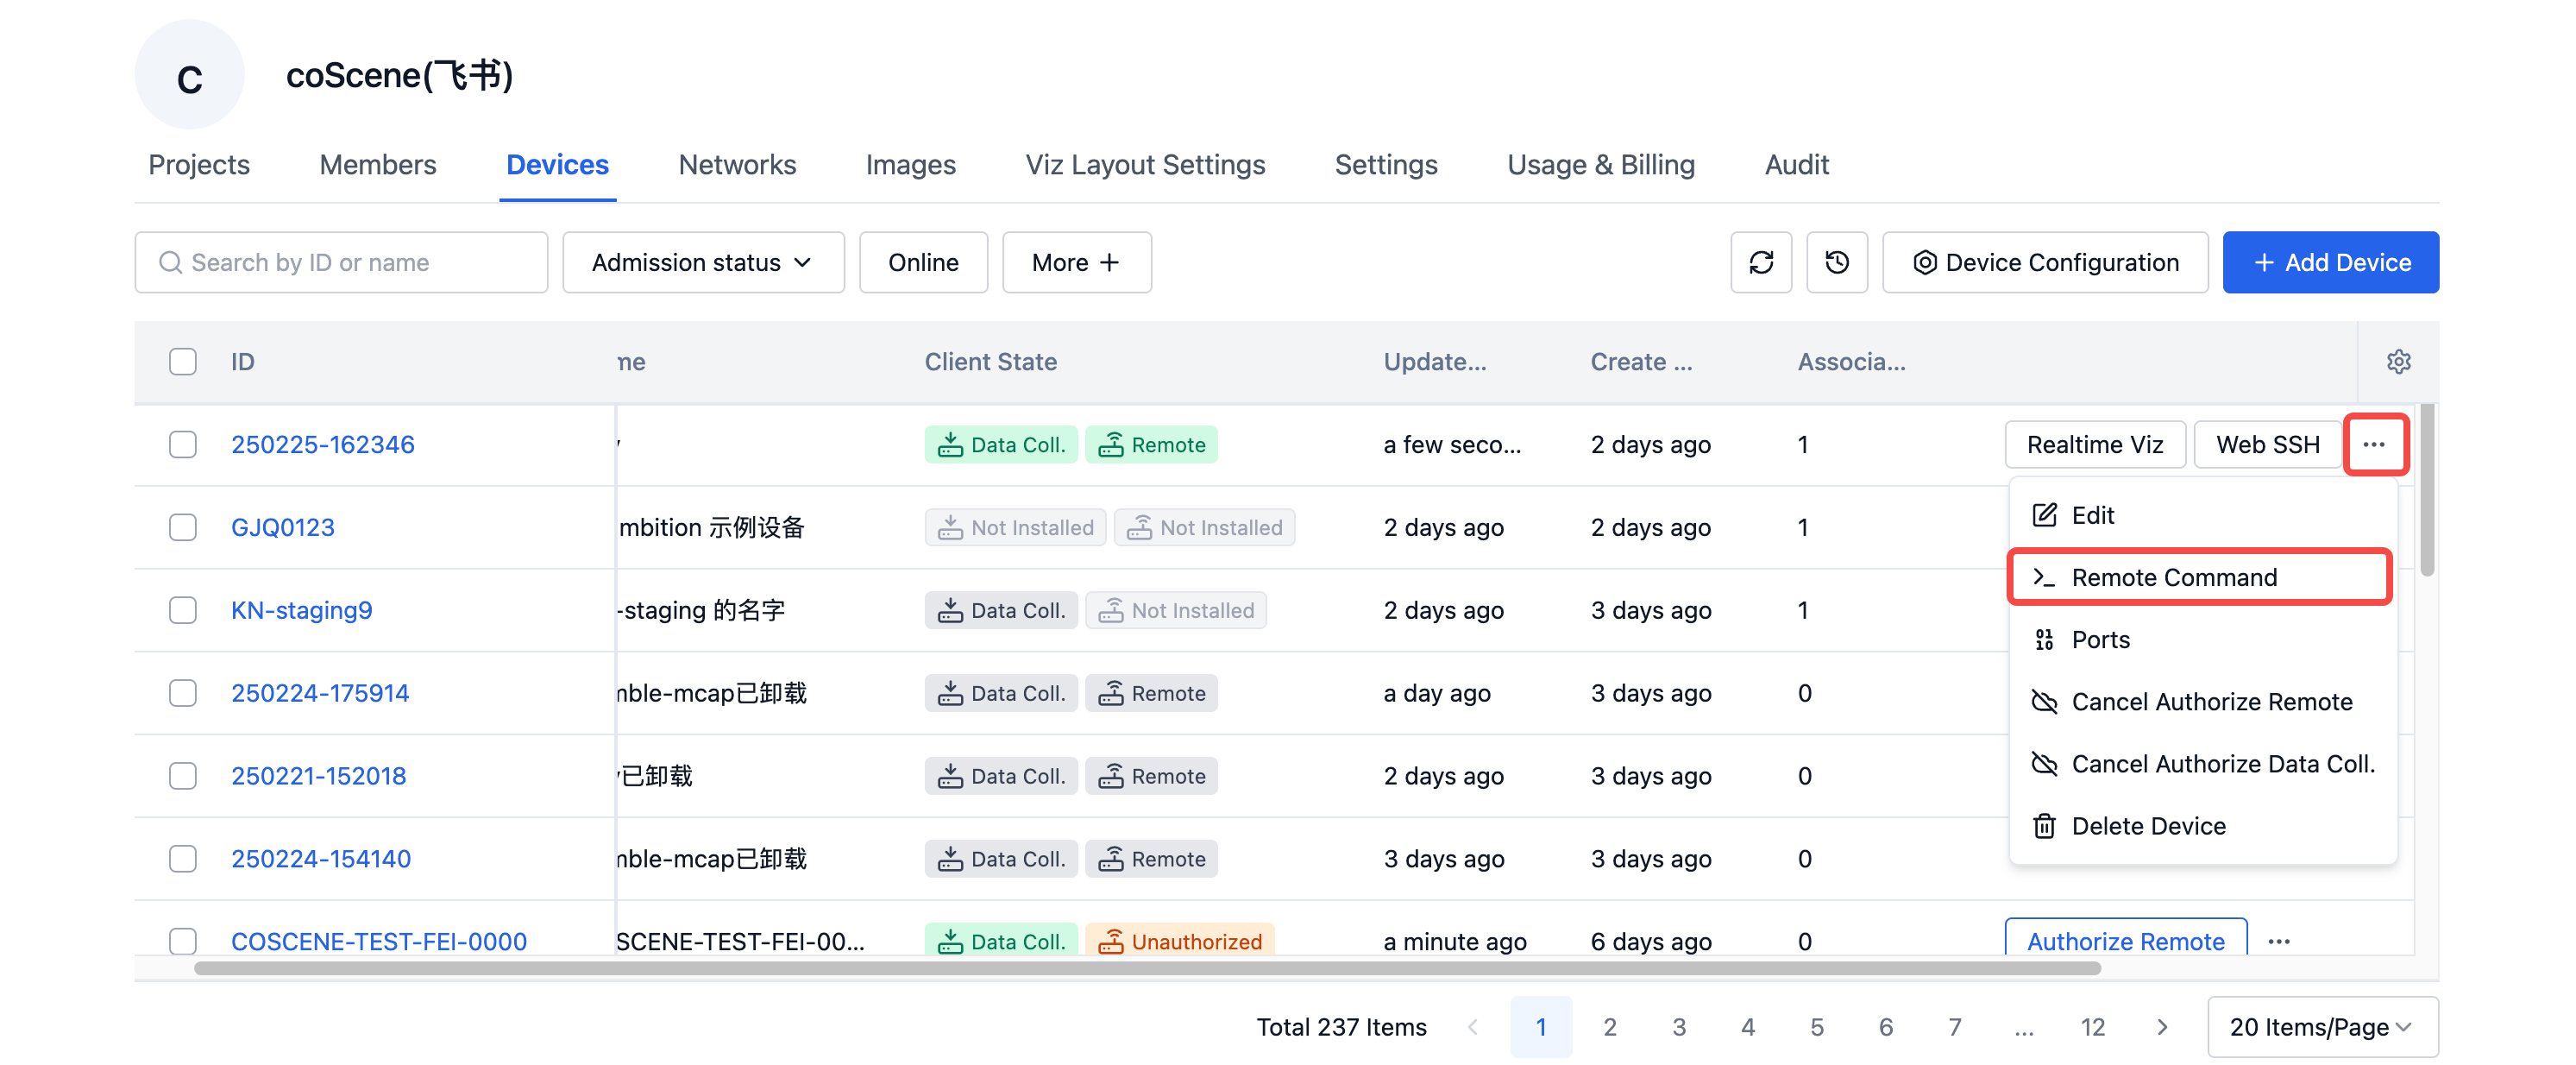 C
coScene(飞书)
Projects Members Devices Networks Images Viz Layout Settings Settings Usage & Billing Audit
Search by ID or name Admission status Online More + Device Configuration + Add Device
ID me Client State Update... Create ... Associa...
250225-162346 Data Coll. Remote a few seco... 2 days ago 1 Realtime Viz Web SSH ...
Edit
GJQ0123 mbition 示例设备 Not Installed Not Installed 2 days ago 2 days ago 1
Remote Command
KN-staging9 -staging 的名字 Data Coll. Not Installed 2 days ago 3 days ago 1
Ports
250224-175914 mble-mcap已卸载 Data Coll. Remote a day ago 3 days ago 0
Cancel Authorize Remote
250221-152018 已卸载 Data Coll. Remote 2 days ago 3 days ago 0
Cancel Authorize Data Coll.
Delete Device
250224-154140 mble-mcap已卸载 Data Coll. Remote 3 days ago 3 days ago 0
COSCENE-TEST-FEI-0000 SCENE-TEST-FEI-00... Data Coll. Unauthorized a minute ago 6 days ago 0 Authorize Remote ...
Total 237 Items < 1 2 3 4 5 6 7 ... 12 > 20 Items/Page